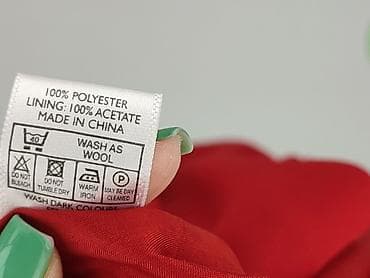 100% POLYESTER
LINING: 100% ACETATE
MADE IN CHINA
40
WASH AS
WOOL
DO NOT
BLEACH
DO NOT
TUMBLE DRY
WARM
IRON
P
MAY BE DRY
CLEANED
WASH DARK COLOURS